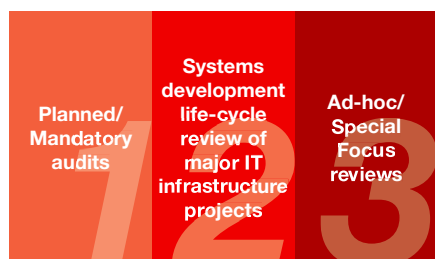 Planned/
Mandatory
audits
1
Systems
development
life-cycle
review of
major IT
infrastructure
projects
2
Ad-hoc/
Special
Focus
reviews
3